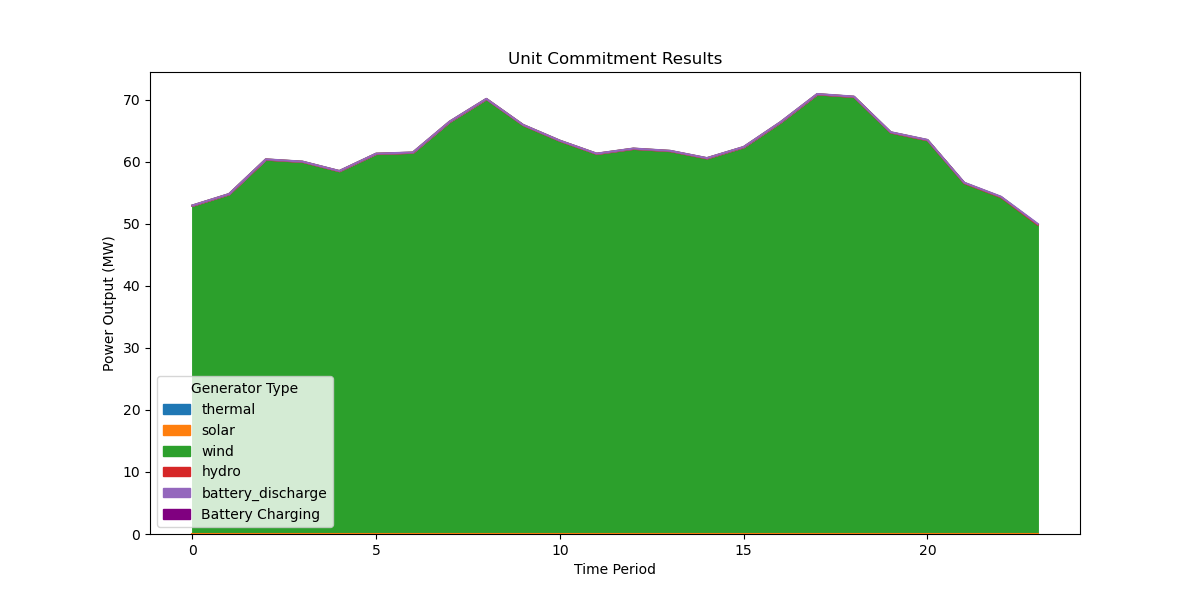 Unit Commitment Results
Power Output (MW)
70
60
50
40
30
20
10
0
Generator Type
thermal
solar
wind
hydro
battery_discharge
Battery Charging
0 5 10 15 20
Time Period